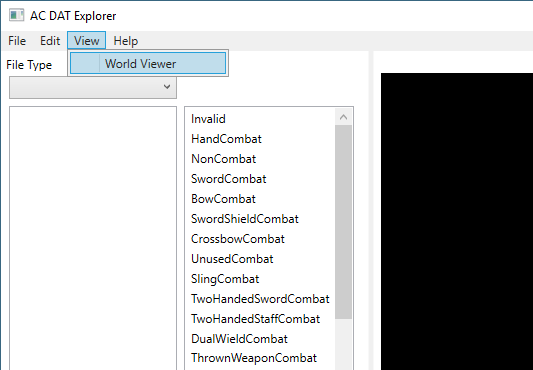 AC DAT Explorer
File Edit View Help
World Viewer
File Type
Invalid
HandCombat
NonCombat
SwordCombat
BowCombat
SwordShieldCombat
CrossbowCombat
UnusedCombat
SlingCombat
TwoHandedSwordCombat
TwoHandedStaffCombat
DualWieldCombat
ThrownWeaponCombat